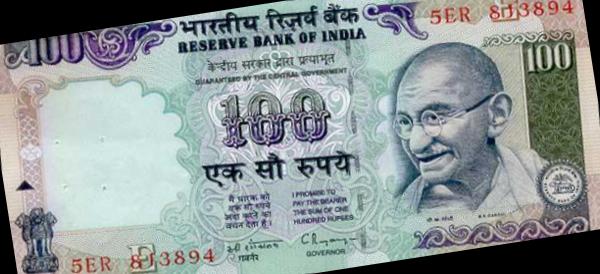 भारतीय रिज़र्व बैंक
5ER 813894
100
RESERVE BANK OF INDIA
केन्द्रीय सरकार द्वारा प्रत्याभूत
GUARANTEED BY THE CENTRAL GOVERNMENT
100
100
एक सौ रुपये
मैं धारक को
एक सौ रुपये
अदा करने का
वचन देता हूँ।
I PROMISE TO
PAY THE BEARER
THE SUM OF ONE
HUNDRED RUPEES
गवर्नर
GOVERNOR
5ER 813894